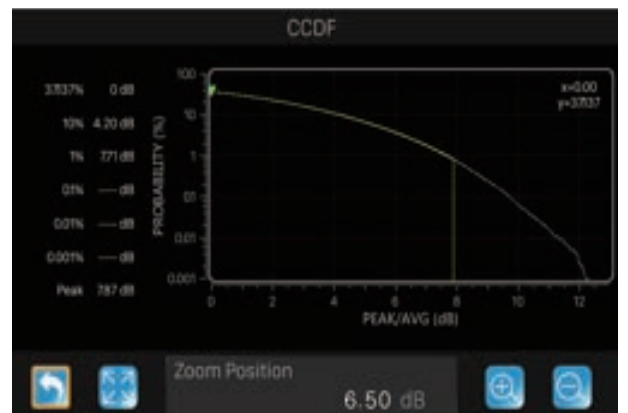 CCDF
37.137% 0 dB
10% 4.20 dB
1% 7.71 dB
0.1% --- dB
0.01% --- dB
0.001% --- dB
Peak 7.87 dB
PROBABILITY (%)
100
10
1
0.1
0.01
0.001
x=0.00
y=37.137
0 2 4 6 8 10 12
PEAK/AVG (dB)
Zoom Position
6.50 dB